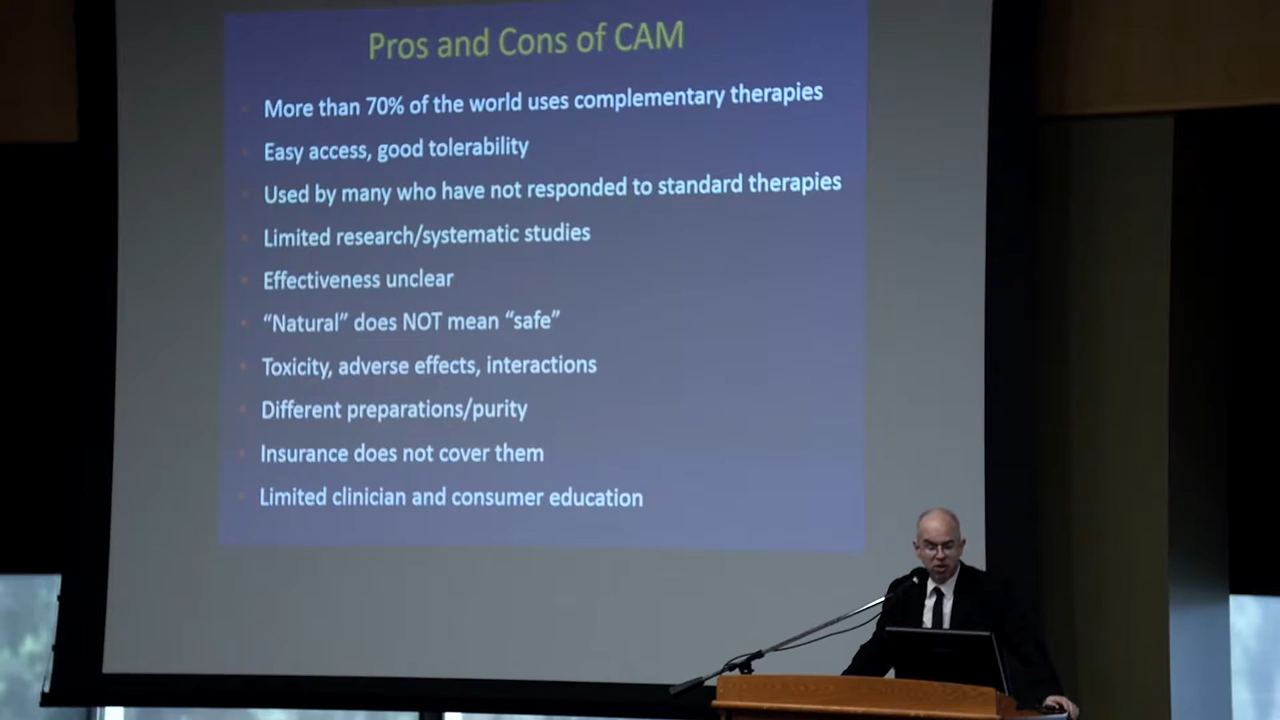 Pros and Cons of CAM
More than 70% of the world uses complementary therapies
Easy access, good tolerability
Used by many who have not responded to standard therapies
Limited research/systematic studies
Effectiveness unclear
“Natural” does NOT mean “safe”
Toxicity, adverse effects, interactions
Different preparations/purity
Insurance does not cover them
Limited clinician and consumer education